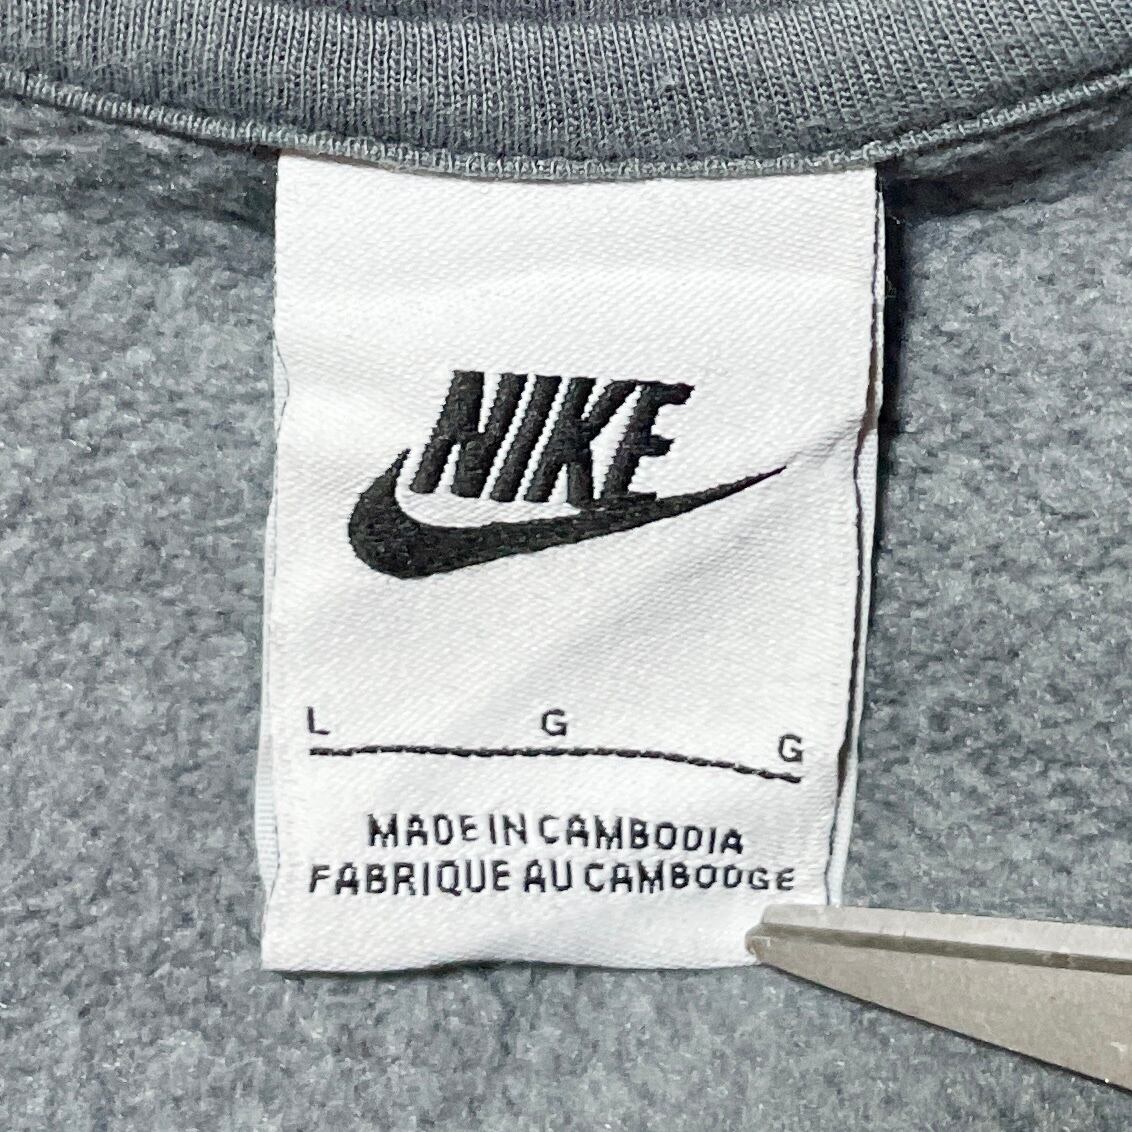 NIKE
L G G
MADE IN CAMBODIA
FABRIQUE AU CAMBODGE